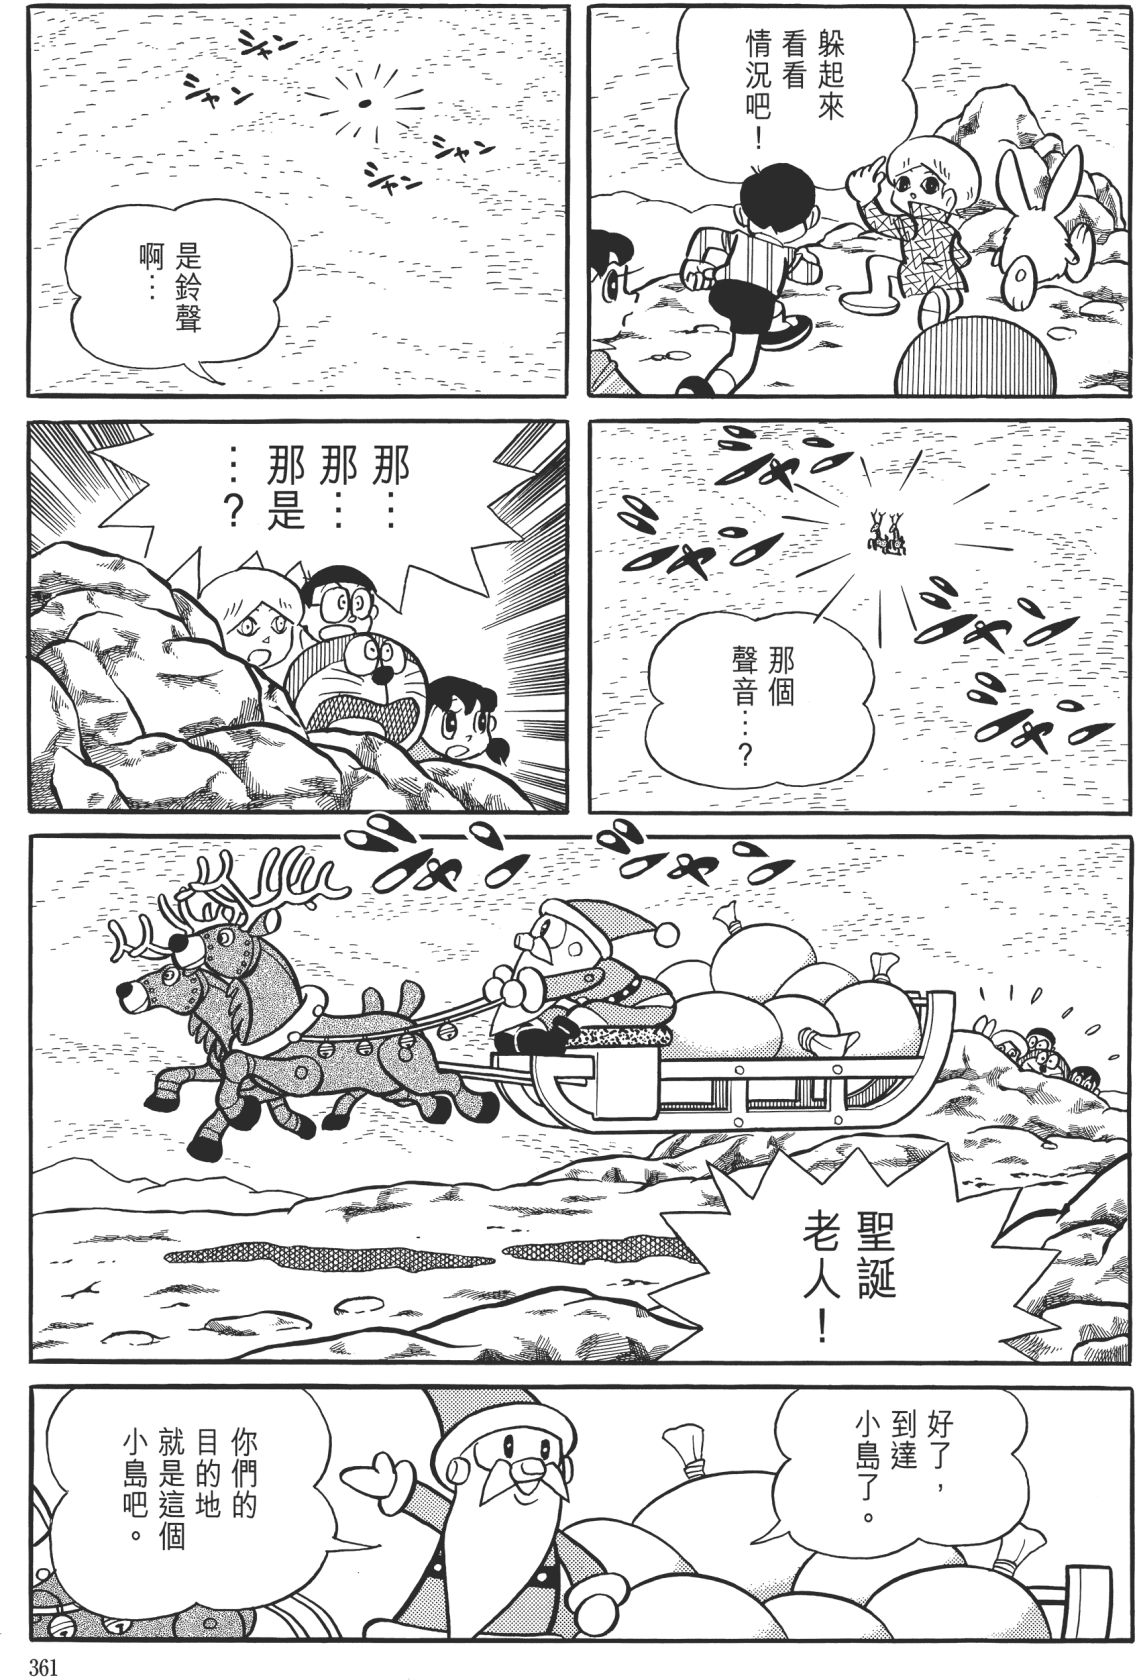 躲起來
看看
情況吧！
シャン
シャン
シャン
シャン
是鈴聲
啊…
シャン
シャン
シャン
シャン
那個
聲音…？
那…
那…
那是
…？
シャン
シャン
聖誕
老人！
好了，
到達
小島了。
你們的
目的地
就是這個
小島吧。
361